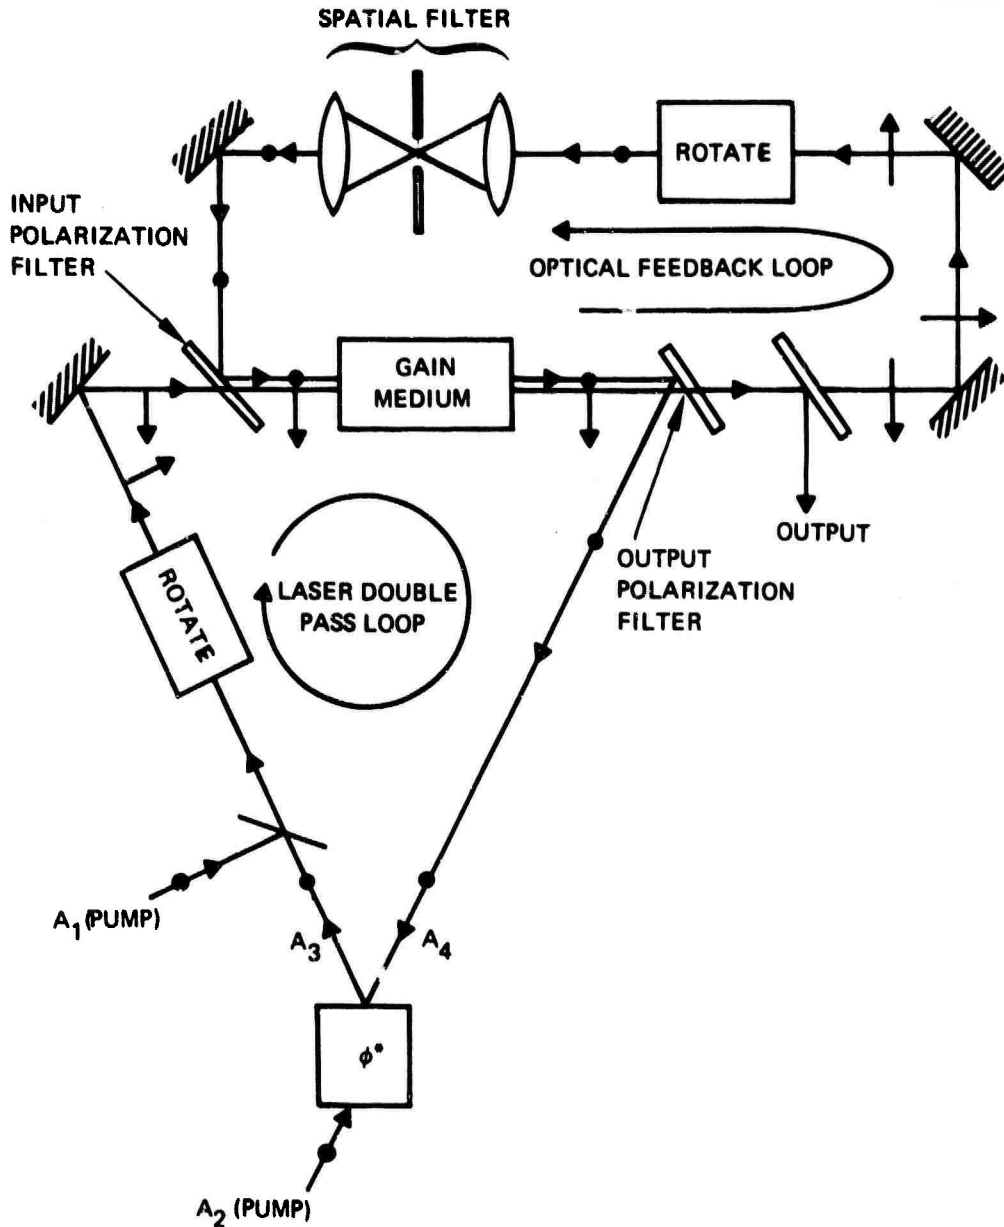 SPATIAL FILTER
ROTATE
INPUT
POLARIZATION
FILTER
OPTICAL FEEDBACK LOOP
GAIN
MEDIUM
OUTPUT
OUTPUT
POLARIZATION
FILTER
ROTATE
LASER DOUBLE
PASS LOOP
A1 (PUMP)
A3
A4
ϕ*
A2 (PUMP)